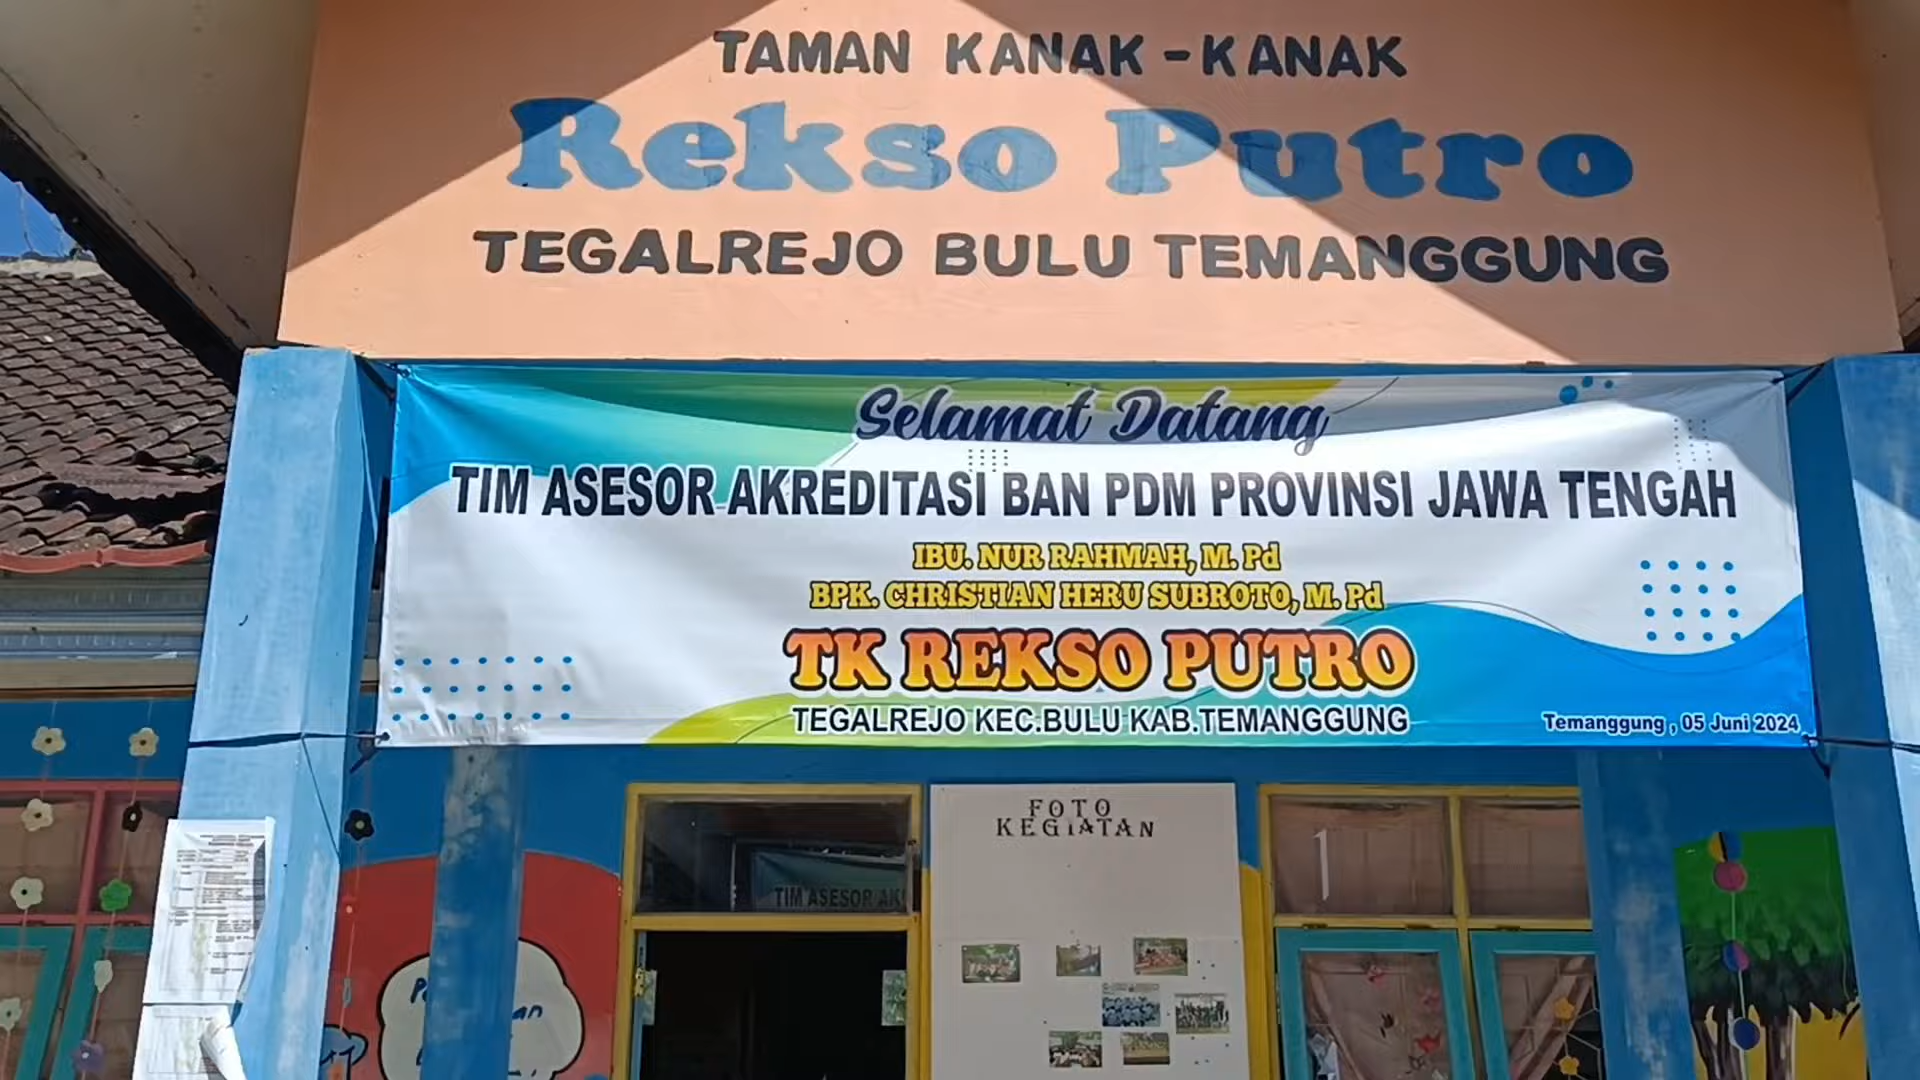 TAMAN KANAK-KANAK
Rekso Putro
TEGALREJO BULU TEMANGGUNG
Selamat Datang
TIM ASESOR AKREDITASI BAN PDM PROVINSI JAWA TENGAH
IBU. NUR RAHMAH, M. Pd
BPK. CHRISTIAN HERU SUBROTO, M. Pd
TK REKSO PUTRO
TEGALREJO KEC.BULU KAB.TEMANGGUNG
Temanggung , 05 Juni 2024
FOTO
KEGIATAN
TIM ASESOR AK